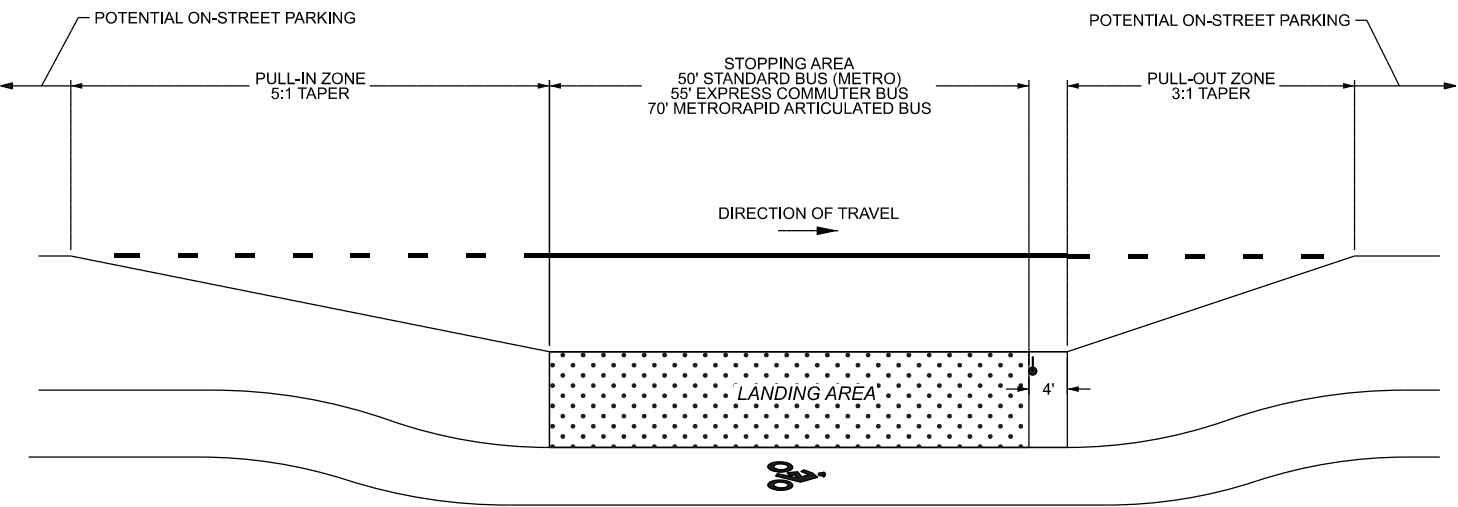 POTENTIAL ON-STREET PARKING
POTENTIAL ON-STREET PARKING
PULL-IN ZONE
5:1 TAPER
STOPPING AREA
50' STANDARD BUS (METRO)
55' EXPRESS COMMUTER BUS
70' METRORAPID ARTICULATED BUS
PULL-OUT ZONE
3:1 TAPER
DIRECTION OF TRAVEL
LANDING AREA
4'